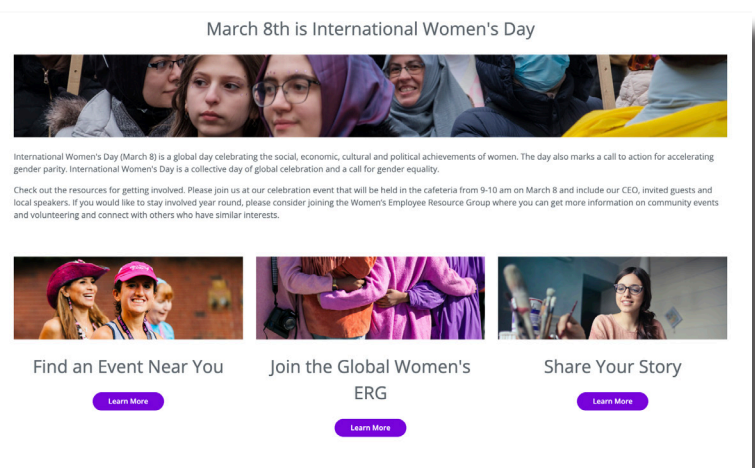 March 8th is International Women's Day
International Women's Day (March 8) is a global day celebrating the social, economic, cultural and political achievements of women. The day also marks a call to action for accelerating
gender parity. International Women's Day is a collective day of global celebration and a call for gender equality.
Check out the resources for getting involved. Please join us at our celebration event that will be held in the cafeteria from 9-10 am on March 8 and include our CEO, invited guests and
local speakers. If you would like to stay involved year round, please consider joining the Women's Employee Resource Group where you can get more information on community events
and volunteering and connect with others who have similar interests.
Find an Event Near You
Learn More
Join the Global Women's
ERG
Learn More
Share Your Story
Learn More